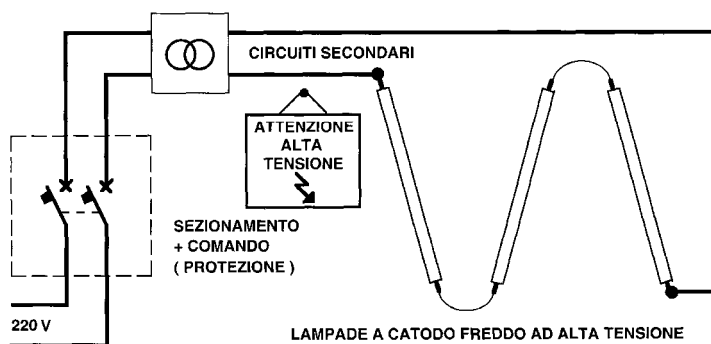 CIRCUITI SECONDARI
ATTENZIONE
ALTA
TENSIONE
SEZIONAMENTO
+ COMANDO
( PROTEZIONE )
220 V
LAMPADE A CATODO FREDDO AD ALTA TENSIONE